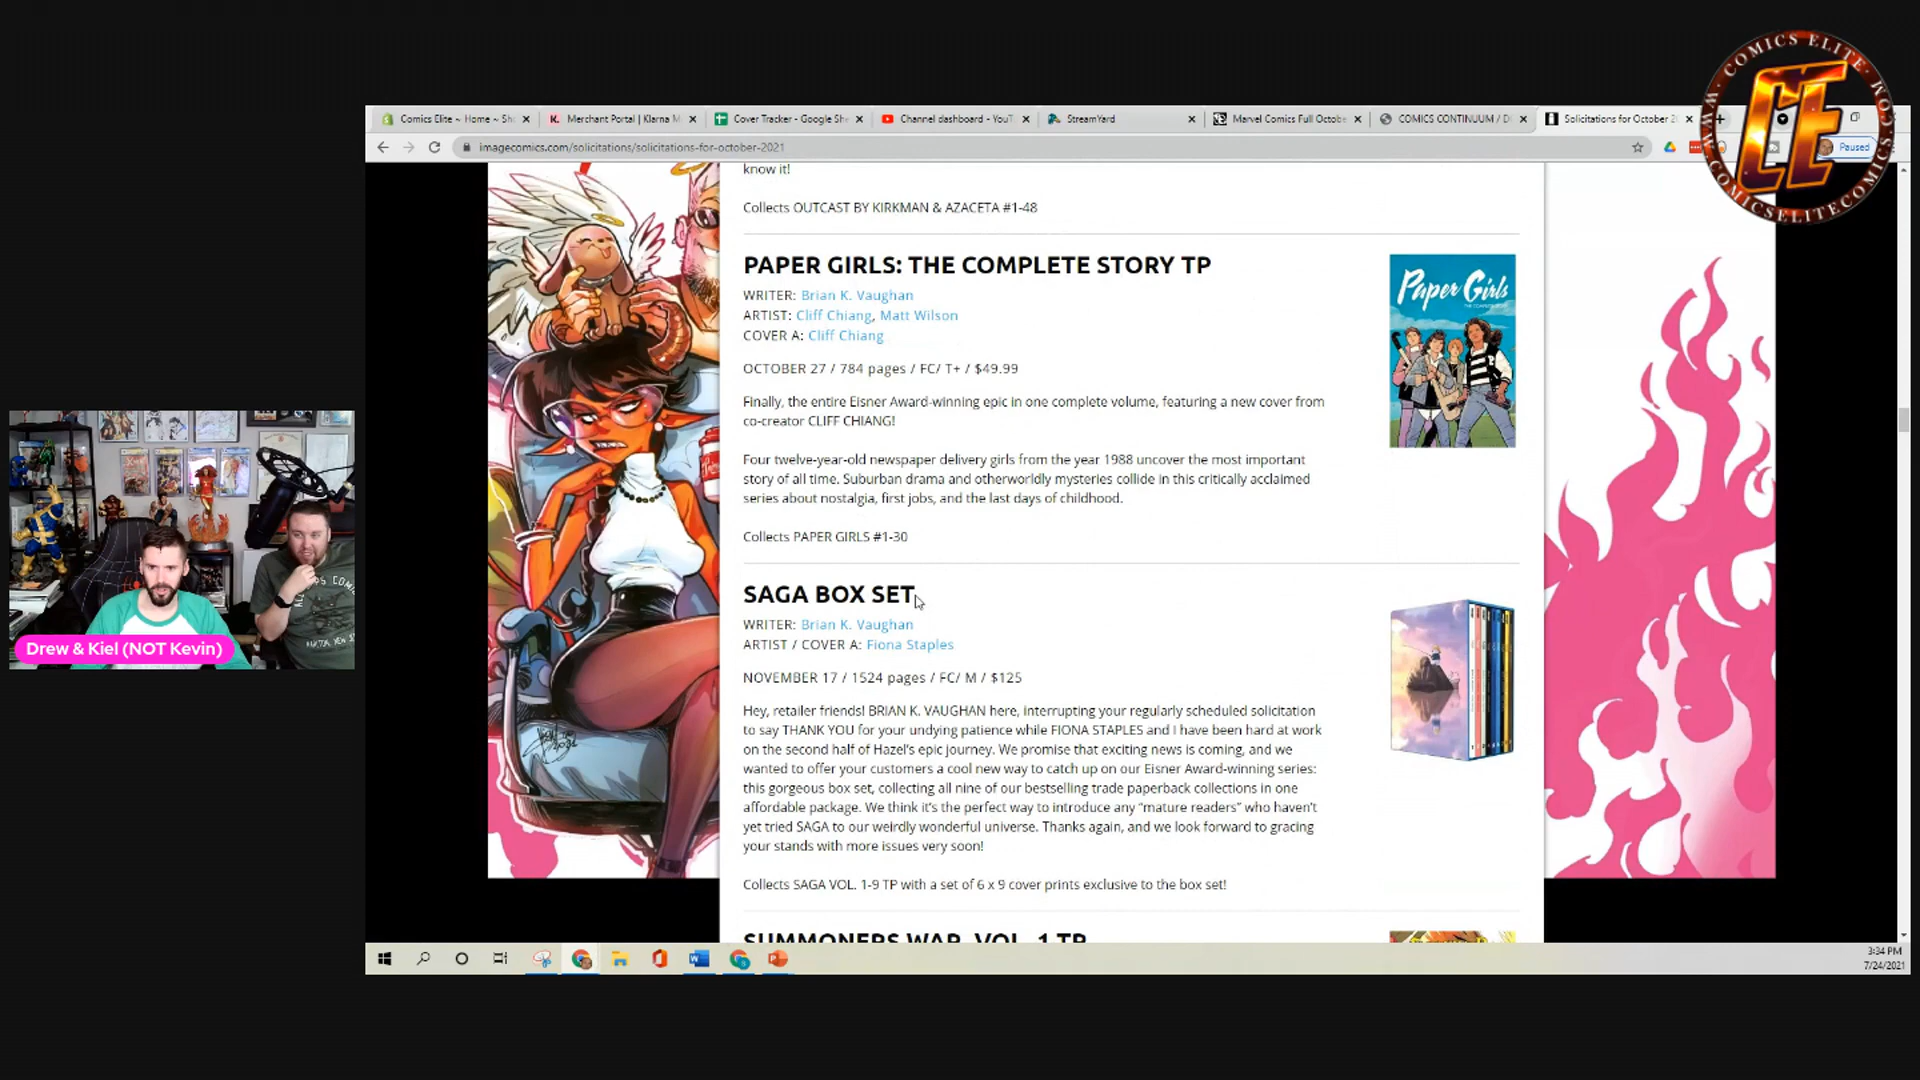 COMICS ELITE
WWW.COMICSELITECOMICS.COM
CE
Comics Elite ~ Home ~ Sh
Merchant Portal | Klarna M
Cover Tracker - Google She
Channel dashboard - YouT
StreamYard
Marvel Comics Full Octobe
COMICS CONTINUUM / D
Solicitations for October 2
imagecomics.com/solicitations/solicitations-for-october-2021
Paused
know it!
Collects OUTCAST BY KIRKMAN & AZACETA #1-48
PAPER GIRLS: THE COMPLETE STORY TP
WRITER: Brian K. Vaughan
ARTIST: Cliff Chiang, Matt Wilson
COVER A: Cliff Chiang
OCTOBER 27 / 784 pages / FC/ T+ / $49.99
Finally, the entire Eisner Award-winning epic in one complete volume, featuring a new cover from
co-creator CLIFF CHIANG!
Four twelve-year-old newspaper delivery girls from the year 1988 uncover the most important
story of all time. Suburban drama and otherworldly mysteries collide in this critically acclaimed
series about nostalgia, first jobs, and the last days of childhood.
Collects PAPER GIRLS #1-30
Paper Girls
SAGA BOX SET
WRITER: Brian K. Vaughan
ARTIST / COVER A: Fiona Staples
NOVEMBER 17 / 1524 pages / FC/ M / $125
Hey, retailer friends! BRIAN K. VAUGHAN here, interrupting your regularly scheduled solicitation
to say THANK YOU for your undying patience while FIONA STAPLES and I have been hard at work
on the second half of Hazel's epic journey. We promise that exciting news is coming, and we
wanted to offer your customers a cool new way to catch up on our Eisner Award-winning series:
this gorgeous box set, collecting all nine of our bestselling trade paperback collections in one
affordable package. We think it's the perfect way to introduce any “mature readers” who haven't
yet tried SAGA to our weirdly wonderful universe. Thanks again, and we look forward to gracing
your stands with more issues very soon!
Collects SAGA VOL. 1-9 TP with a set of 6 x 9 cover prints exclusive to the box set!
SUMMONERS WAR, VOL. 1 TP
Drew & Kiel (NOT Kevin)
3:34 PM
7/24/2021